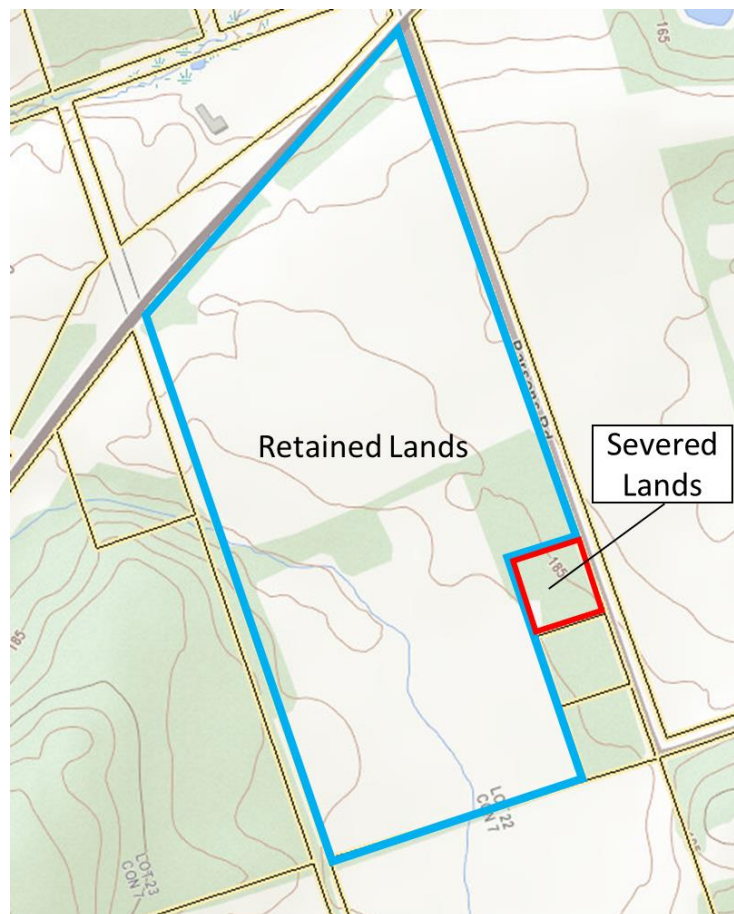 165
Parsons Rd
Severed
Lands
Retained Lands
185
185
LOT 22
CON 7
LOT 23
CON 7